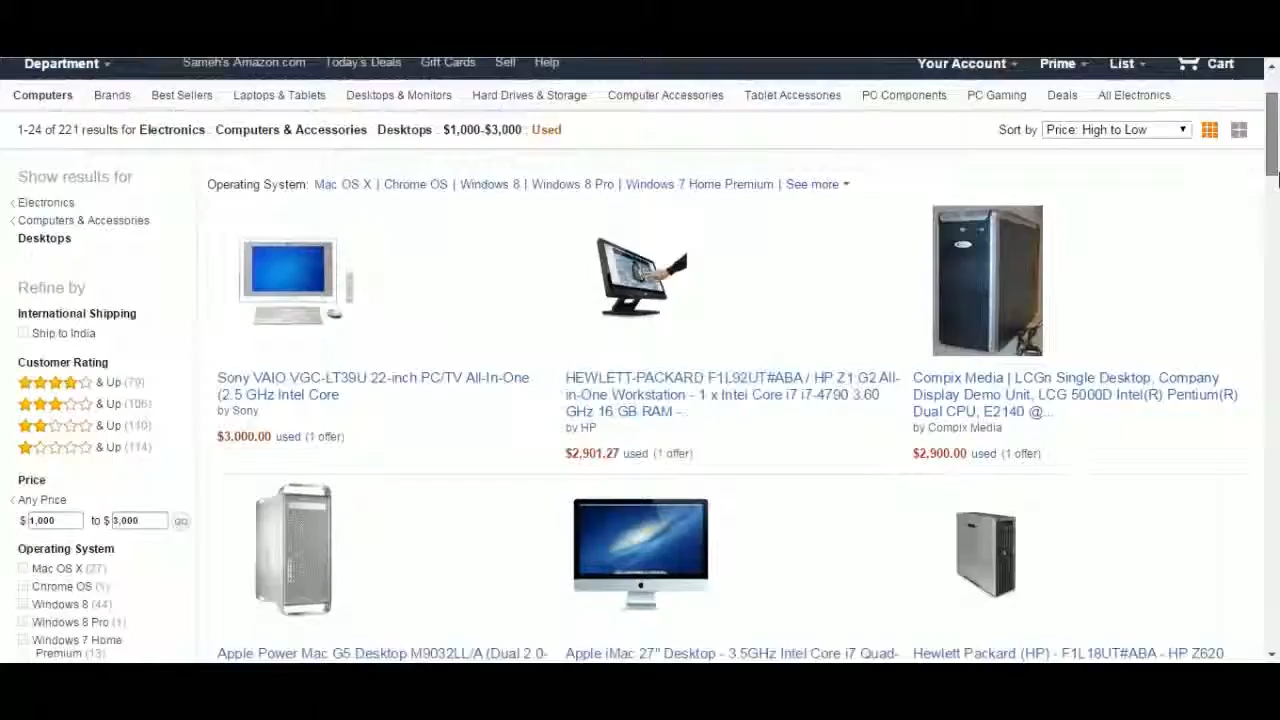 Department Sameh's Amazon.com Today's Deals Gift Cards Sell Help Your Account Prime List Cart
Computers Brands Best Sellers Laptops & Tablets Desktops & Monitors Hard Drives & Storage Computer Accessories Tablet Accessories PC Components PC Gaming Deals All Electronics
1-24 of 221 results for Electronics Computers & Accessories Desktops $1,000-$3,000 Used Sort by Price: High to Low
Show results for
Electronics
Computers & Accessories
Desktops
Refine by
International Shipping
Ship to India
Customer Rating
& Up (79)
& Up (106)
& Up (110)
& Up (114)
Price
Any Price
$ 1,000 to $ 3,000 GO
Operating System
Mac OS X (27)
Chrome OS
Windows 8 (44)
Windows 8 Pro (1)
Windows 7 Home
Premium (13)
Operating System: Mac OS X | Chrome OS | Windows 8 | Windows 8 Pro | Windows 7 Home Premium | See more
Sony VAIO VGC-LT39U 22-inch PC/TV All-In-One
(2.5 GHz Intel Core
by Sony
$3,000.00 used (1 offer)
HEWLETT-PACKARD F1L92UT#ABA / HP Z1 G2 All-
in-One Workstation - 1 x Intel Core i7 i7-4790 3.60
GHz 16 GB RAM -...
by HP
$2,901.27 used (1 offer)
Compix Media | LCGn Single Desktop, Company
Display Demo Unit, LCG 5000D Intel(R) Pentium(R)
Dual CPU, E2140 @...
by Compix Media
$2,900.00 used (1 offer)
Apple Power Mac G5 Desktop M9032LL/A (Dual 2.0-
Apple iMac 27" Desktop - 3.5GHz Intel Core i7 Quad-
Hewlett Packard (HP) - F1L18UT#ABA - HP Z620